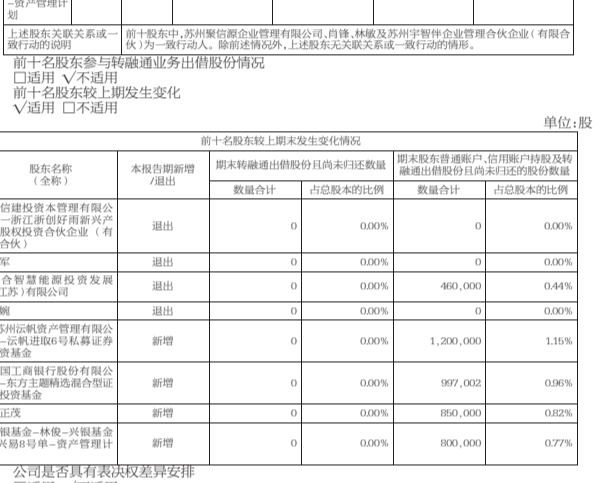 -资产管理计
划
上述股东关联关系或一致行动的说明
前十股东中,苏州聚信源企业管理有限公司、肖锋、林敏及苏州宇智伴企业管理合伙企业(有限合
伙)为一致行动人。除前述情况外,上述股东无关联关系或一致行动的情形。
前十名股东参与转融通业务出借股份情况
□适用 √不适用
前十名股东较上期发生变化
√适用 □不适用
单位:股
前十名股东较上期末发生变化情况
股东名称
(全称)
本报告期新增
/退出
期末转融通出借股份且尚未归还数量
期末股东普通账户、信用账户持股及转
融通出借股份且尚未归还的股份数量
数量合计 占总股本的比例 数量合计 占总股本的比例
信建投资本管理有限公
-浙江浙创好雨新兴产
股权投资合伙企业 (有
合伙)
退出 0 0.00% 0 0.00%
军 退出 0 0.00% 0 0.00%
合智慧能源投资发展
江苏)有限公司
退出 0 0.00% 460,000 0.44%
婉 退出 0 0.00% 0 0.00%
苏州沄帆资产管理有限公
-沄帆进取6号私募证券
资基金
新增 0 0.00% 1,200,000 1.15%
国工商银行股份有限公
-东方主题精选混合型证
投资基金
新增 0 0.00% 997,002 0.96%
正茂 新增 0 0.00% 850,000 0.82%
银基金-林俊-兴银基金
兴易8号单-资产管理计
新增 0 0.00% 800,000 0.77%
公司是否具有表决权差异安排